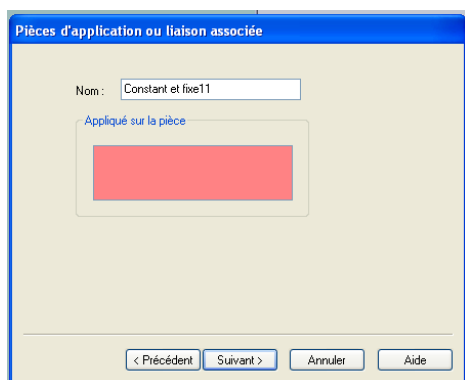 Pièces d'application ou liaison associée
Nom : Constant et fixe11
Appliqué sur la pièce
< Précédent Suivant > Annuler Aide